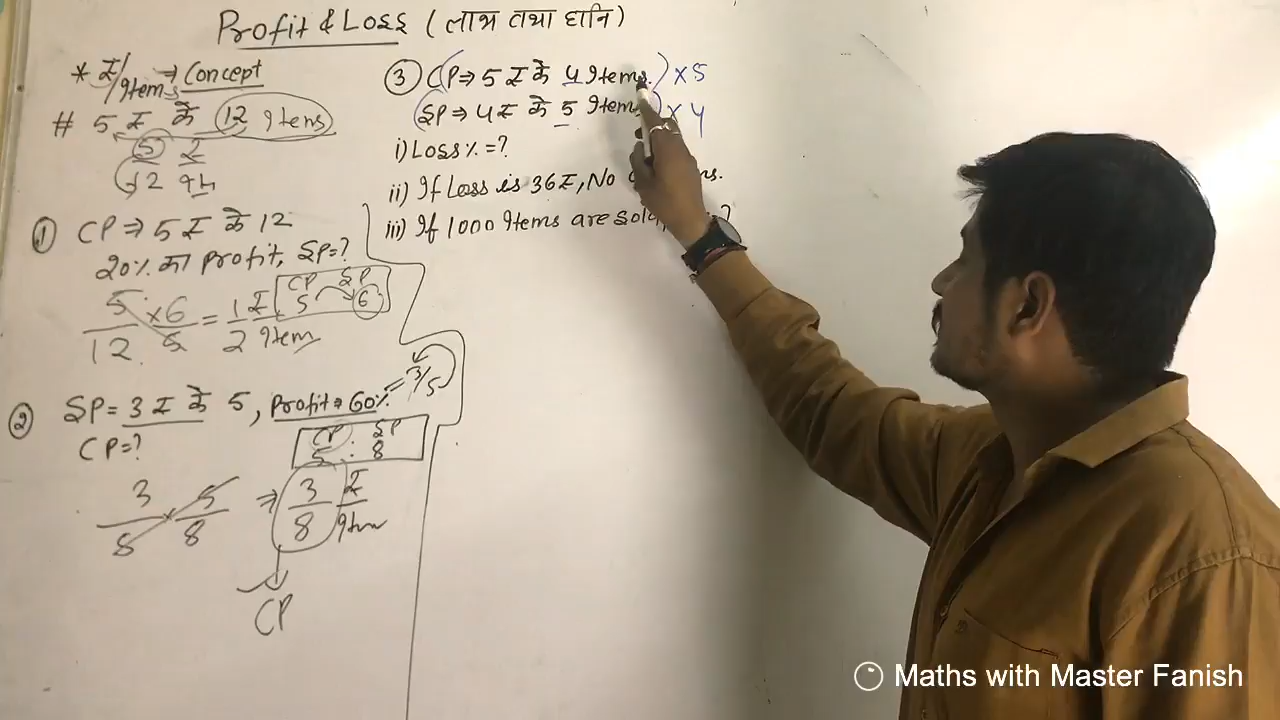 Profit & Loss (लाभ तथा हानि)
* ₹/Items ⇒ Concept
# 5 ₹ के 12 Items
5 ₹
12
① CP ⇒ 5 ₹ के 12
20% का Profit, SP=?
5/12 × 6/5 = 1/2 ₹/Item
CP SP
5 6
② SP = 3 ₹ के 5, Profit = 60% = 3/5
CP=?
CP : SP
5 : 8
3/5 × 5/8 ⇒ 3/8 ₹/Item
CP
③ (CP ⇒ 5 ₹ के 4 Items.) × 5
(SP ⇒ 4 ₹ के 5 Items) × 4
i) Loss% = ?
ii) If Loss is 36 ₹, No
iii) If 1000 Items are sold, ?
Maths with Master Fanish